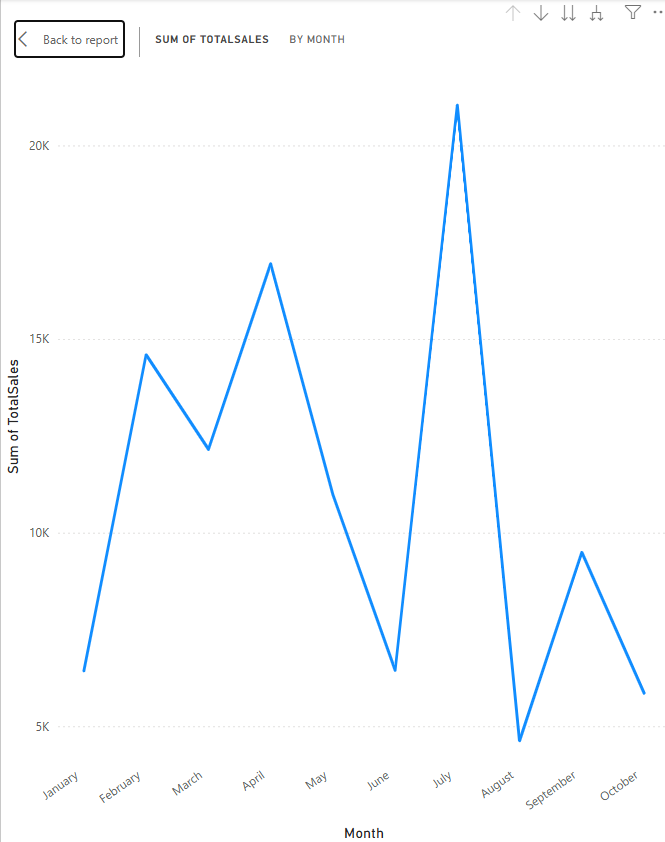 Back to report
SUM OF TOTALSALES BY MONTH
20K
15K
10K
5K
Sum of TotalSales
January February March April May June July August September October
Month